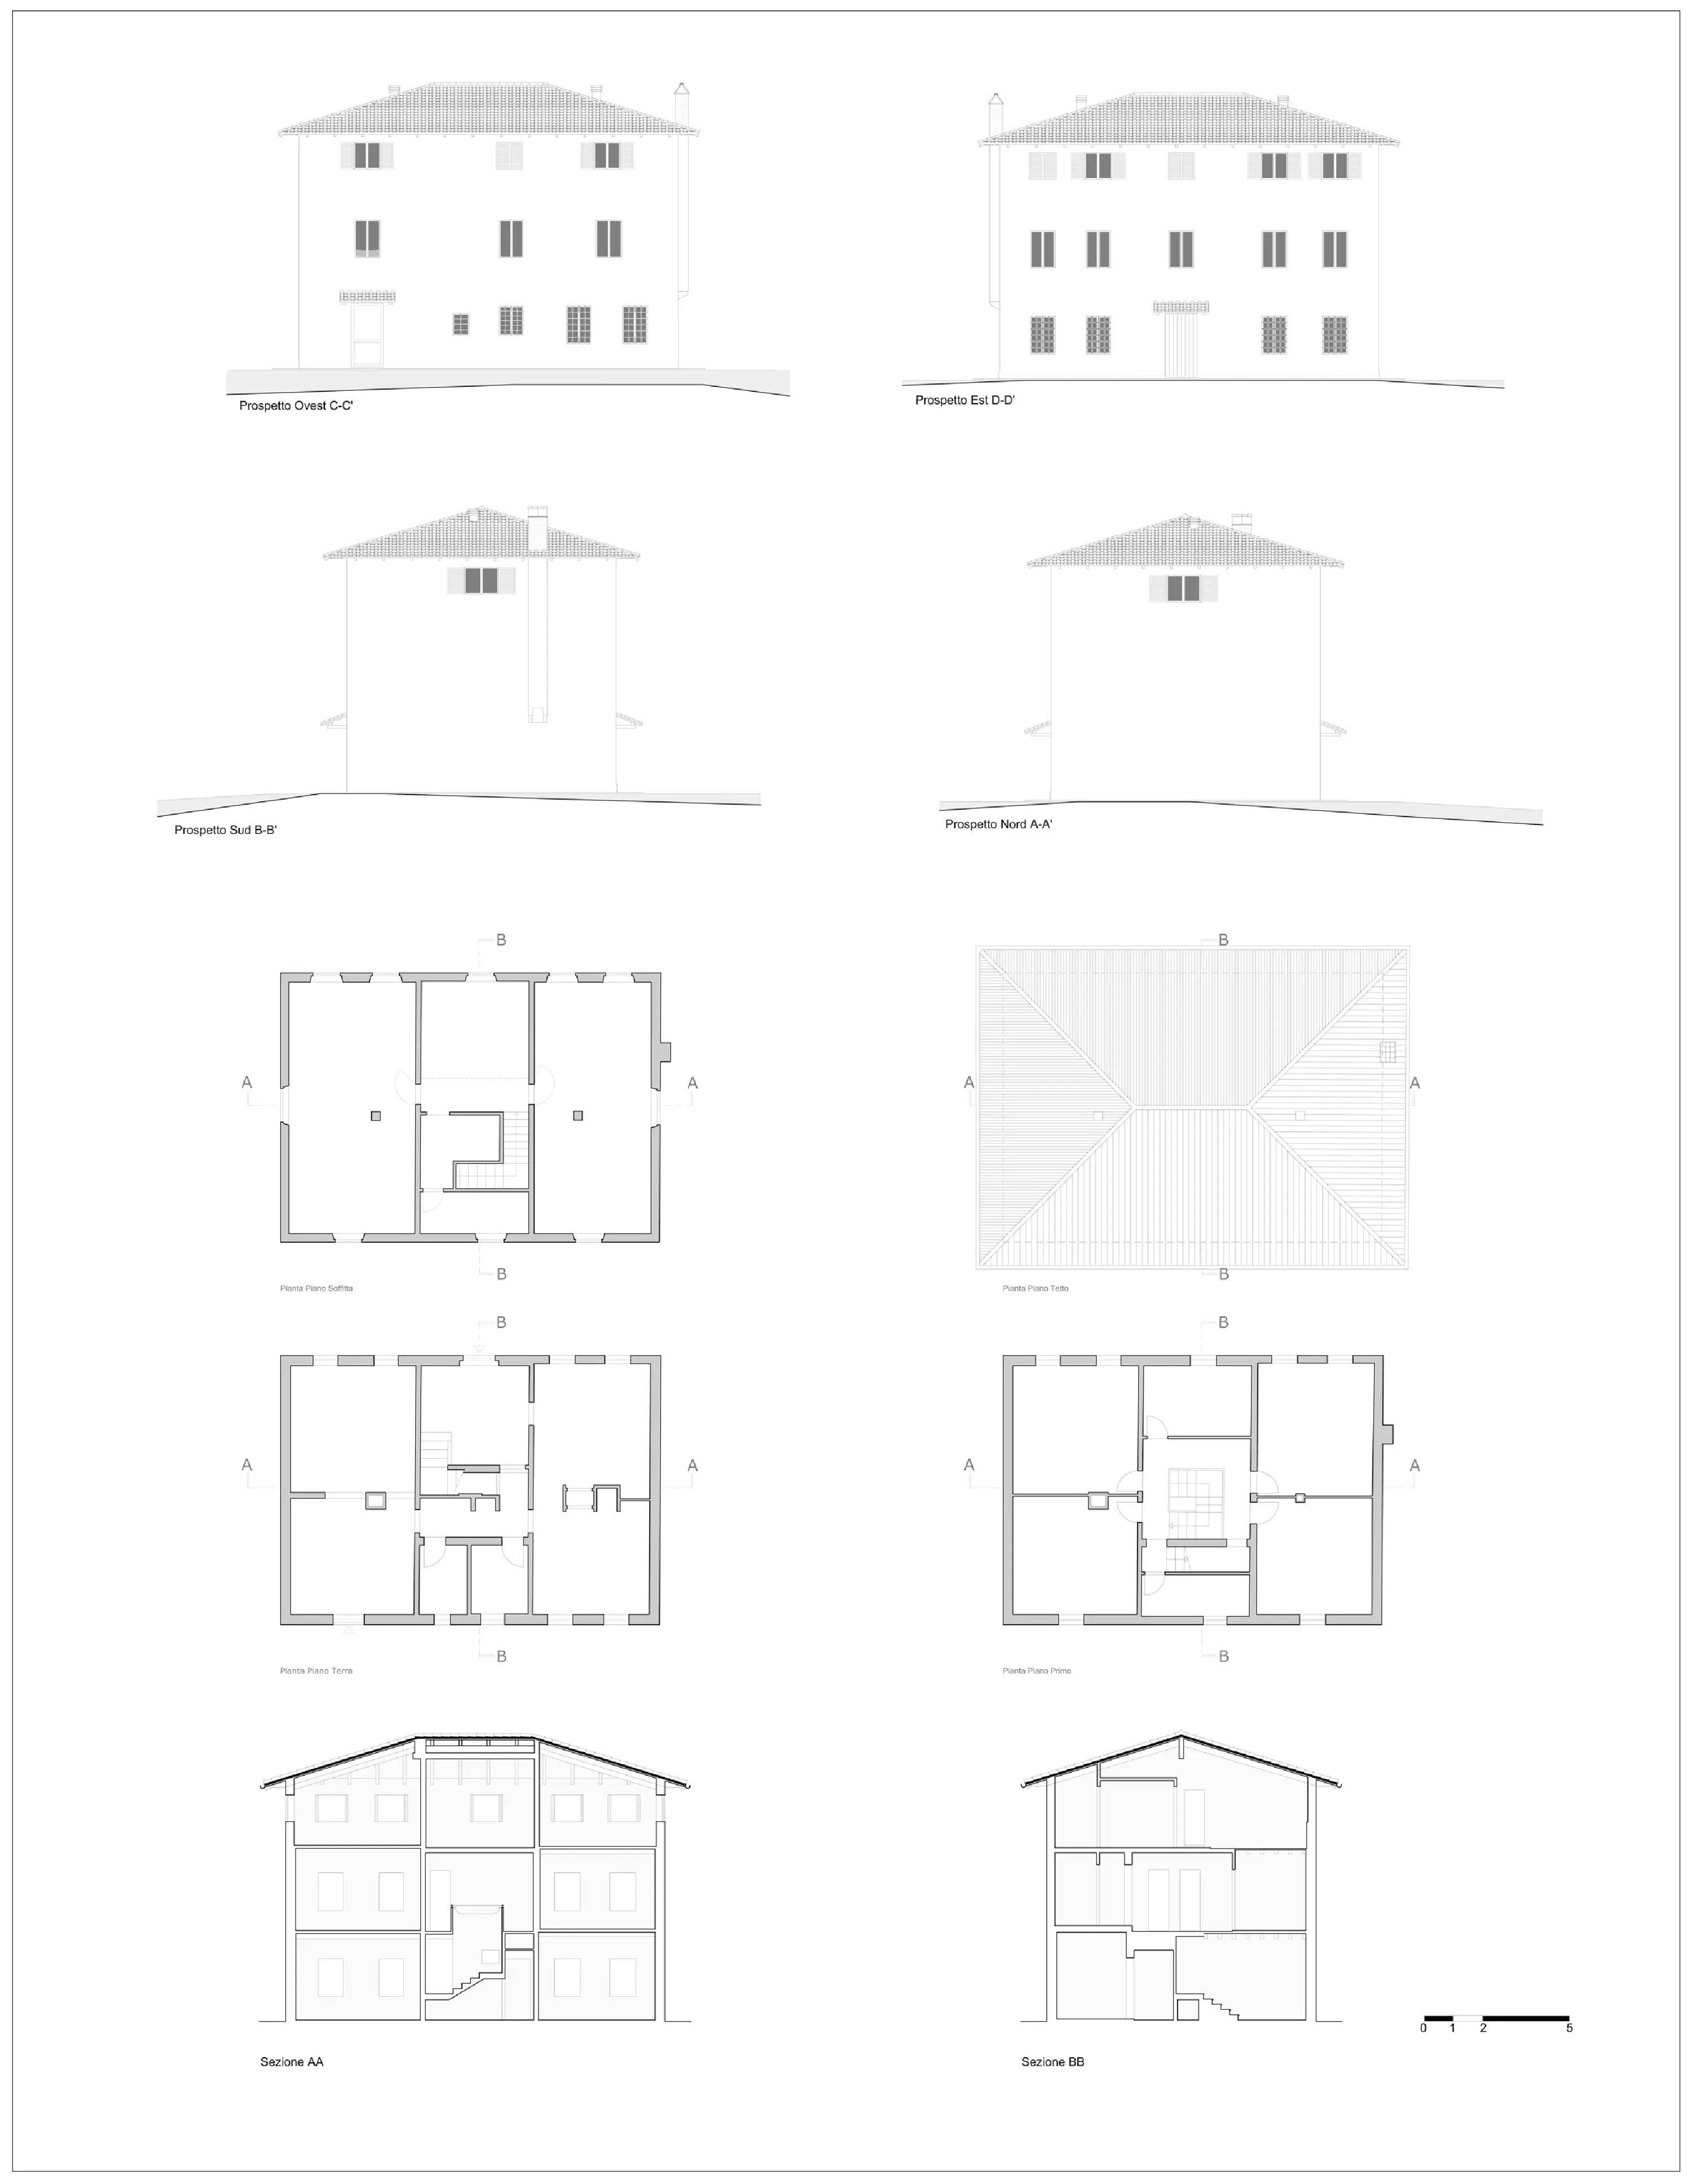 Prospetto Ovest C-C'
Prospetto Est D-D'
Prospetto Sud B-B'
Prospetto Nord A-A'
B
B
A
A
A
A
B
B
Pianta Piano Soffitta
Pianta Piano Tetto
B
B
A
A
A
A
B
B
Pianta Piano Terra
Pianta Piano Primo
0 1 2 5
Sezione AA
Sezione BB